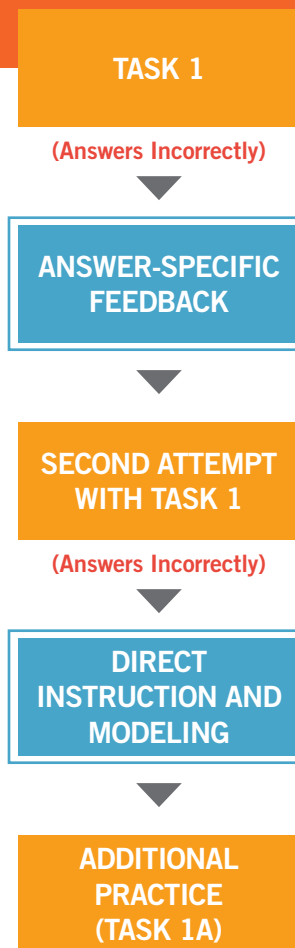 TASK 1
(Answers Incorrectly)
ANSWER-SPECIFIC
FEEDBACK
SECOND ATTEMPT
WITH TASK 1
(Answers Incorrectly)
DIRECT
INSTRUCTION AND
MODELING
ADDITIONAL
PRACTICE
(TASK 1A)